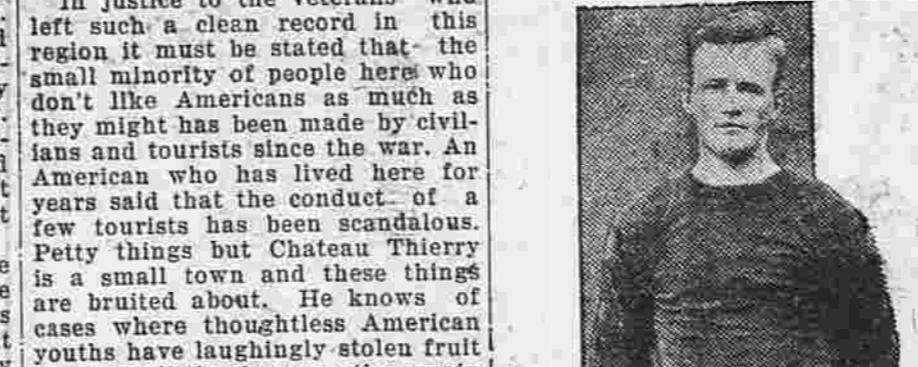 In justice to the veterans who
left such a clean record in this
region it must be stated that the
small minority of people here who
don't like Americans as much as
they might has been made by civil-
ians and tourists since the war. An
American who has lived here for
years said that the conduct of a
few tourists has been scandalous.
Petty things but Chateau Thierry
is a small town and these things
are bruited about. He knows of
cases where thoughtless American
youths have laughingly stolen fruit